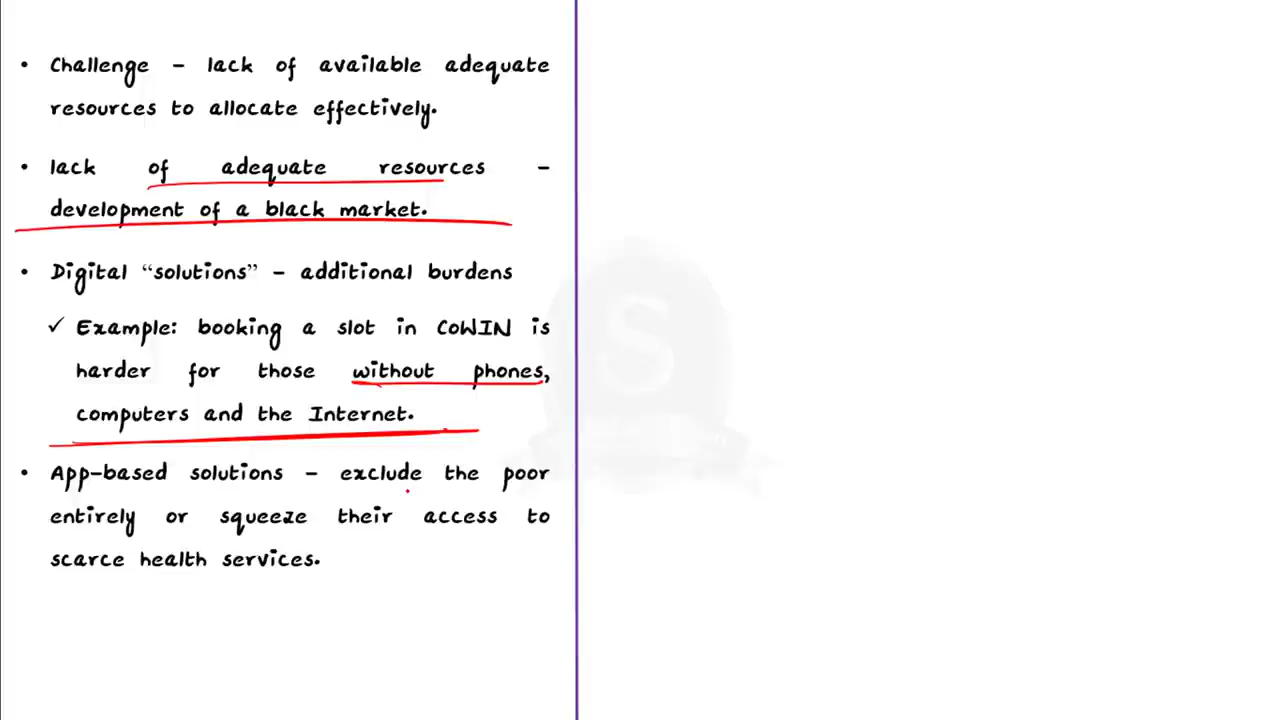 • Challenge – lack of available adequate
resources to allocate effectively.
• lack of adequate resources –
development of a black market.
• Digital “solutions” – additional burdens
✓ Example: booking a slot in CoWIN is
harder for those without phones,
computers and the Internet.
• App-based solutions – exclude the poor
entirely or squeeze their access to
scarce health services.
S